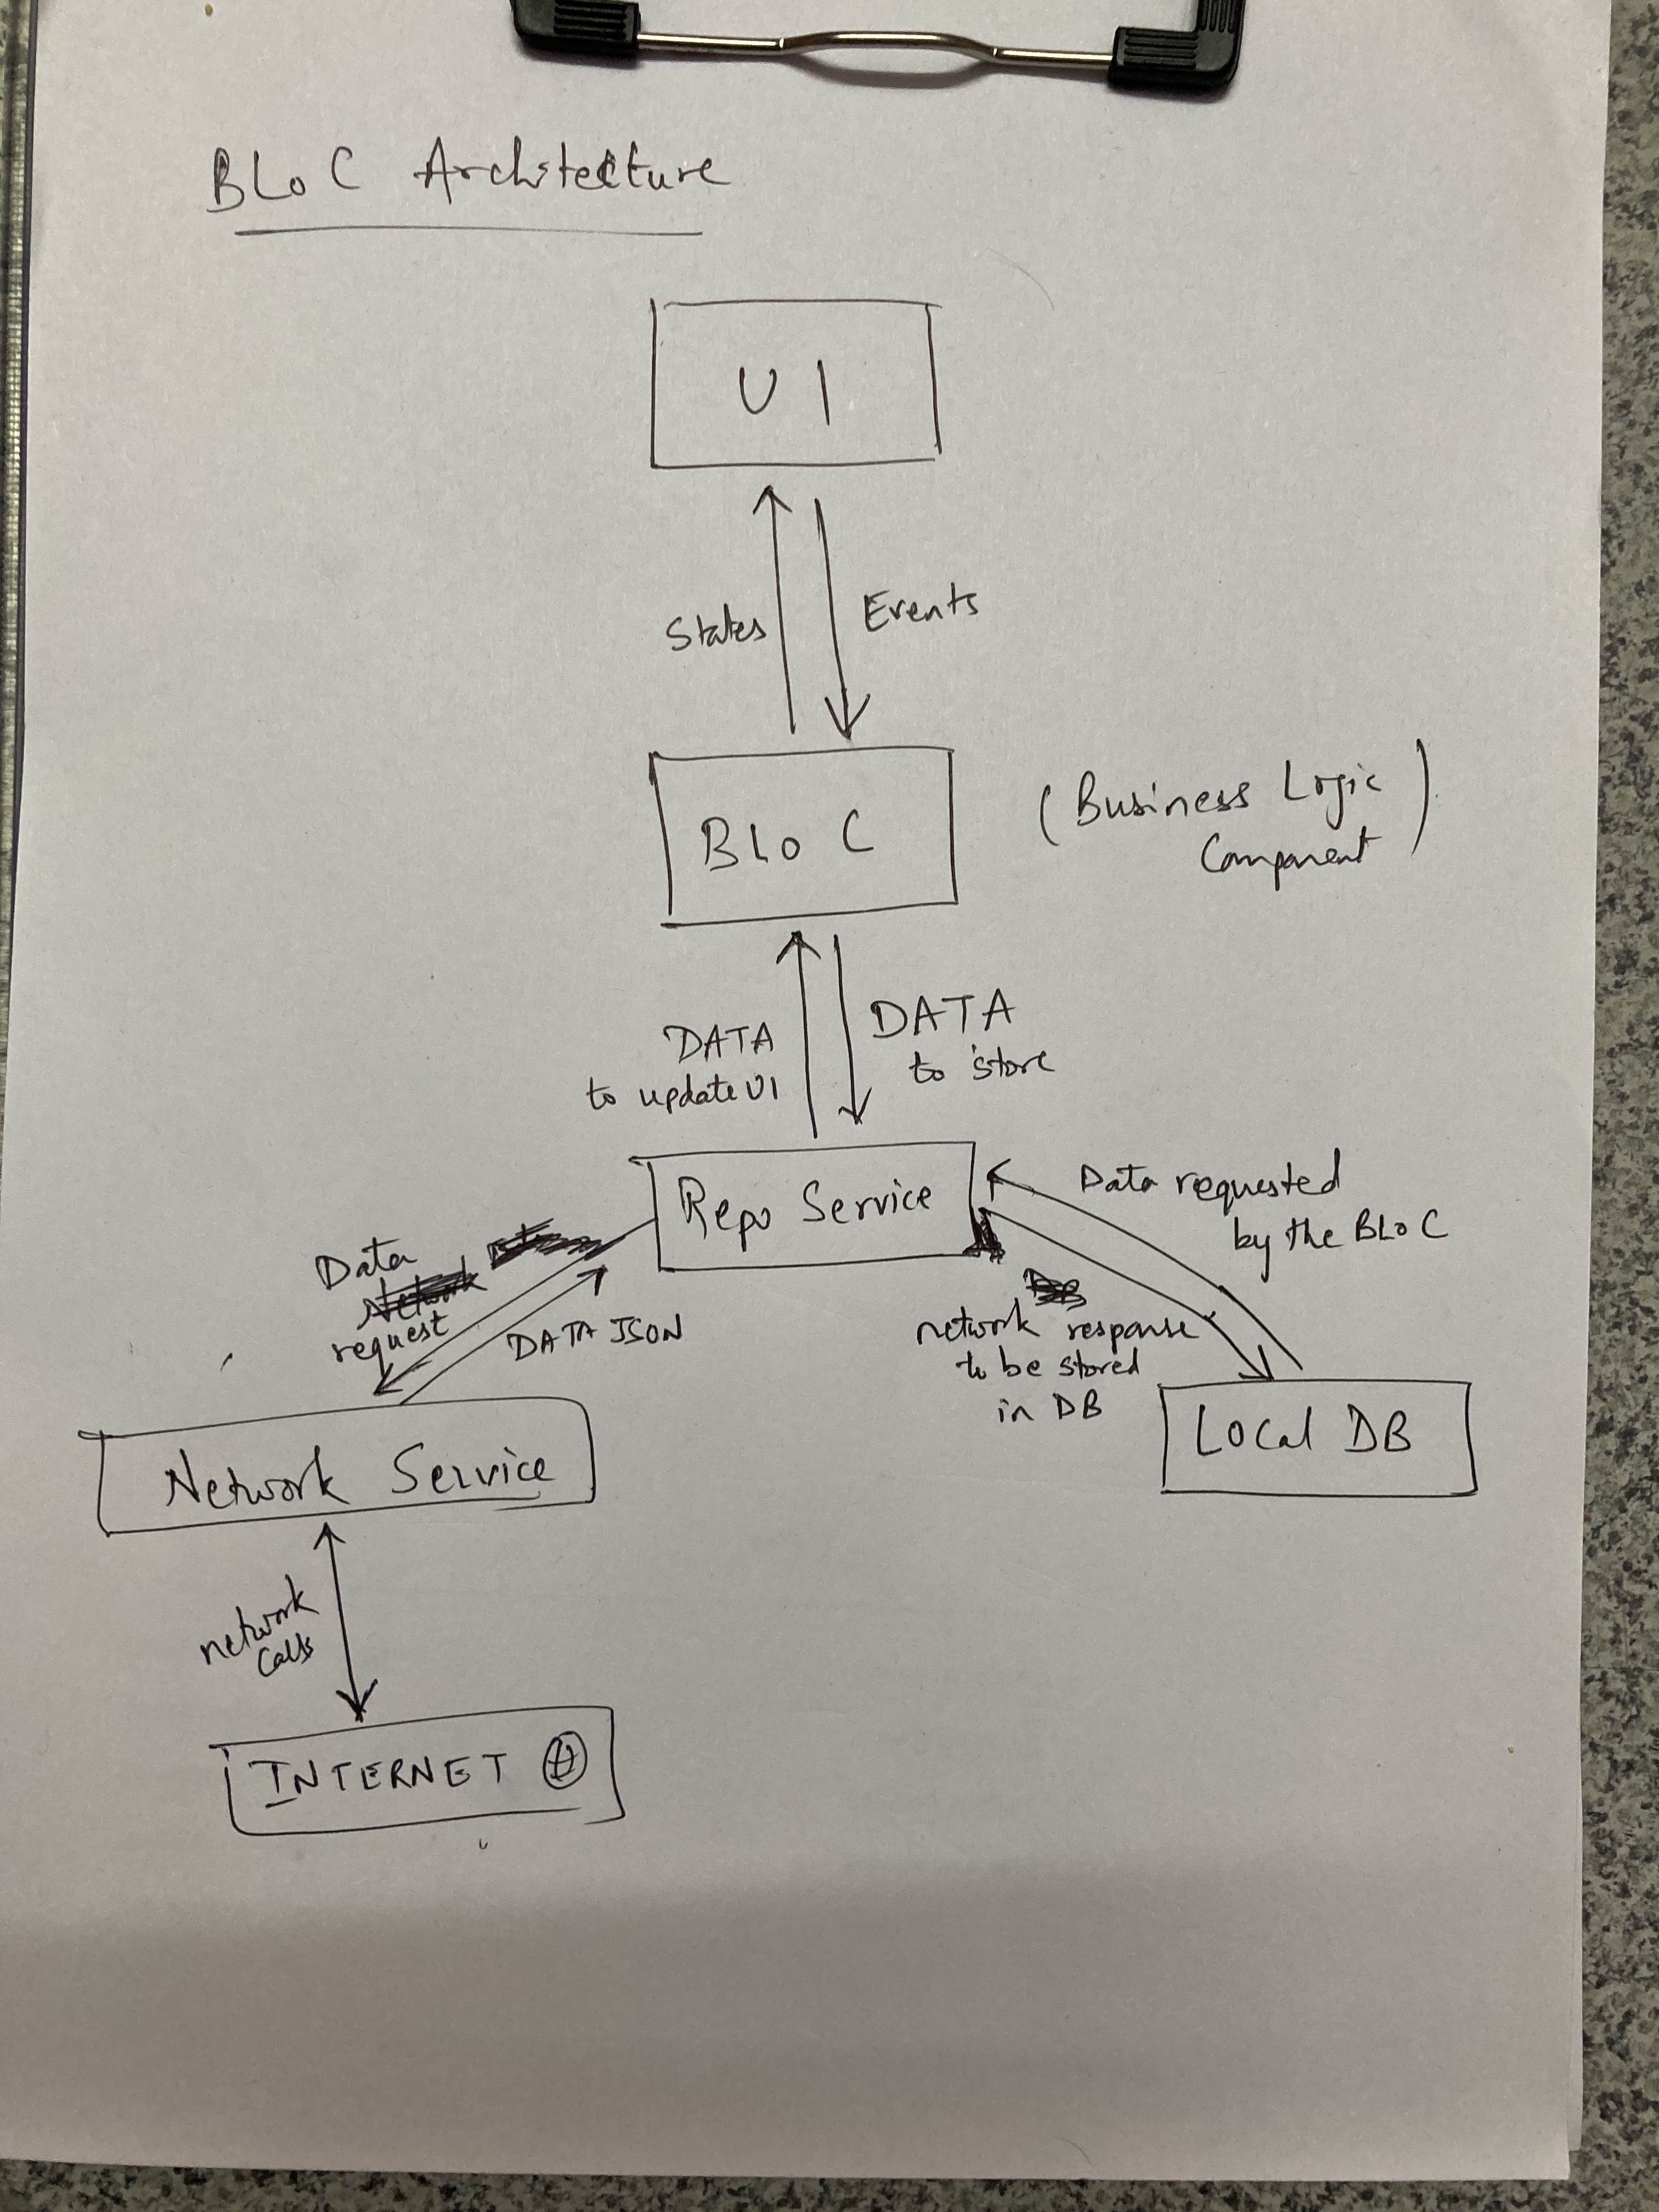 BLoC Architecture
UI
States
Events
BLoC
(Business Logic
Component)
DATA
to update UI
DATA
to store
Repo Service
Data
Network
request
DATA JSON
Data requested
by the BLoC
network response
to be stored
in DB
Network Service
Local DB
network
calls
INTERNET